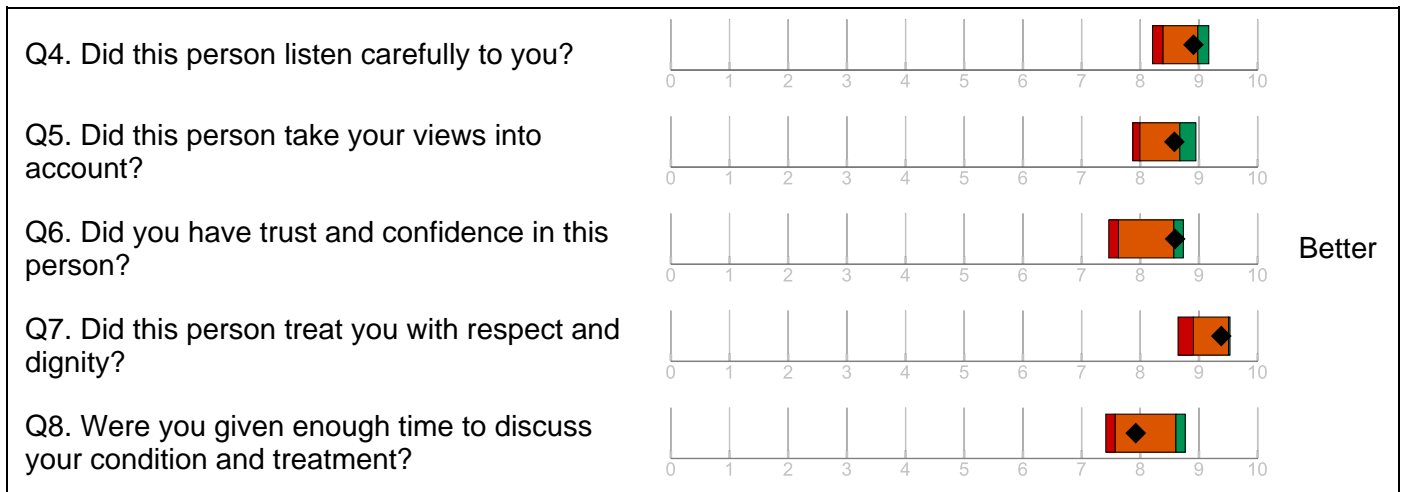 Q4. Did this person listen carefully to you?
0 1 2 3 4 5 6 7 8 9 10
Q5. Did this person take your views into
account?
0 1 2 3 4 5 6 7 8 9 10
Q6. Did you have trust and confidence in this
person?
Better
0 1 2 3 4 5 6 7 8 9 10
Q7. Did this person treat you with respect and
dignity?
0 1 2 3 4 5 6 7 8 9 10
Q8. Were you given enough time to discuss
your condition and treatment?
0 1 2 3 4 5 6 7 8 9 10